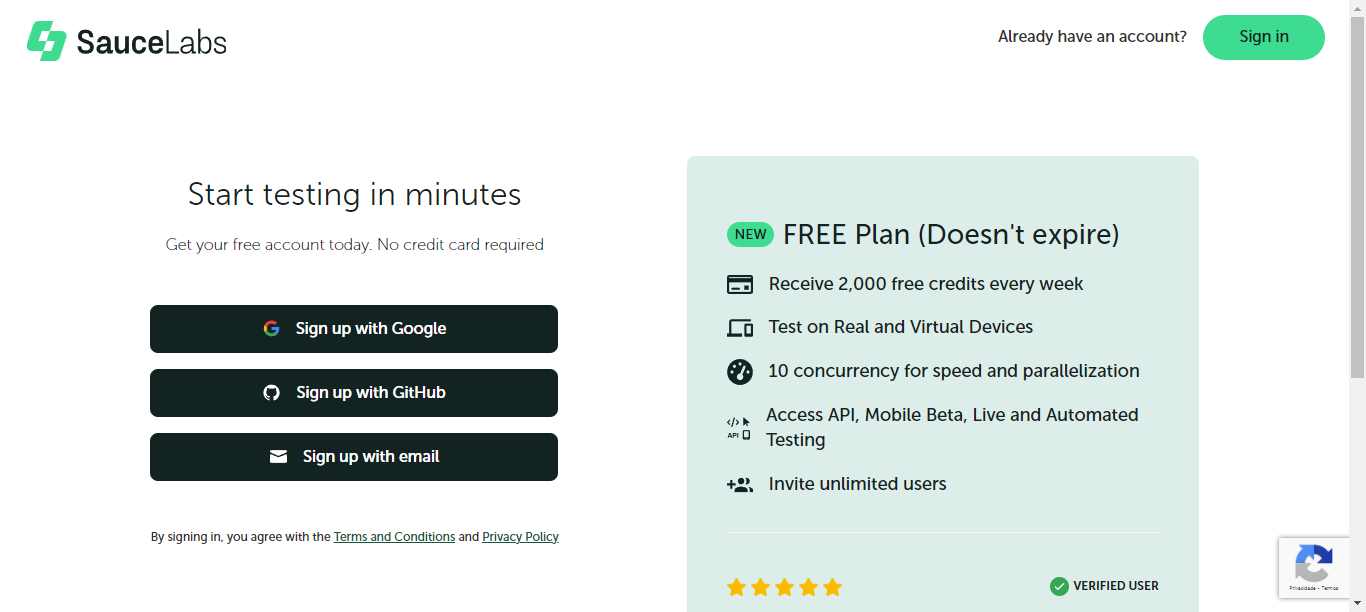 SauceLabs
Already have an account?
Sign in
Start testing in minutes
Get your free account today. No credit card required
Sign up with Google
Sign up with GitHub
Sign up with email
By signing in, you agree with the Terms and Conditions and Privacy Policy
NEW FREE Plan (Doesn't expire)
Receive 2,000 free credits every week
Test on Real and Virtual Devices
10 concurrency for speed and parallelization
</> API
Access API, Mobile Beta, Live and Automated
Testing
Invite unlimited users
VERIFIED USER
Privacidade - Termos